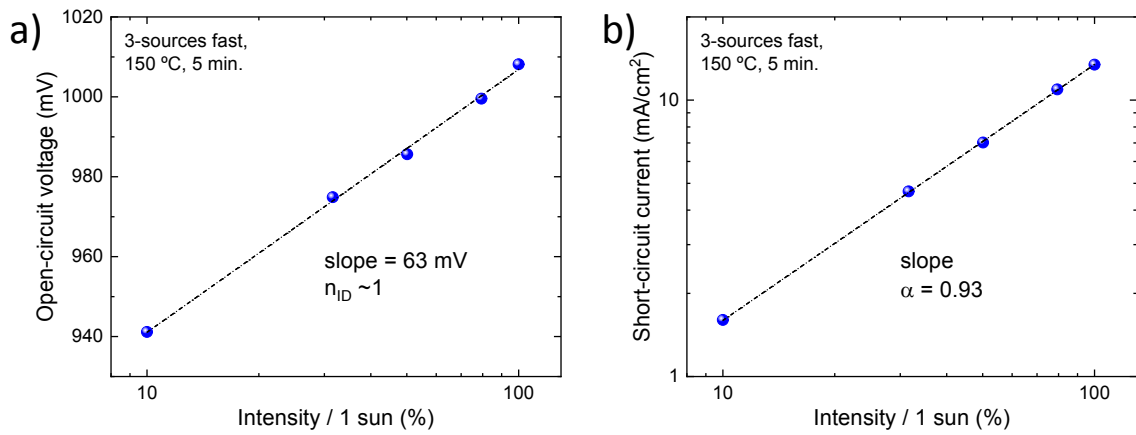 a)
3-sources fast,
150 ºC, 5 min.
Open-circuit voltage (mV)
1020
1000
980
960
940
slope = 63 mV
n_ID ~1
10
100
Intensity / 1 sun (%)
b)
3-sources fast,
150 ºC, 5 min.
Short-circuit current (mA/cm²)
10
1
slope
α = 0.93
10
100
Intensity / 1 sun (%)